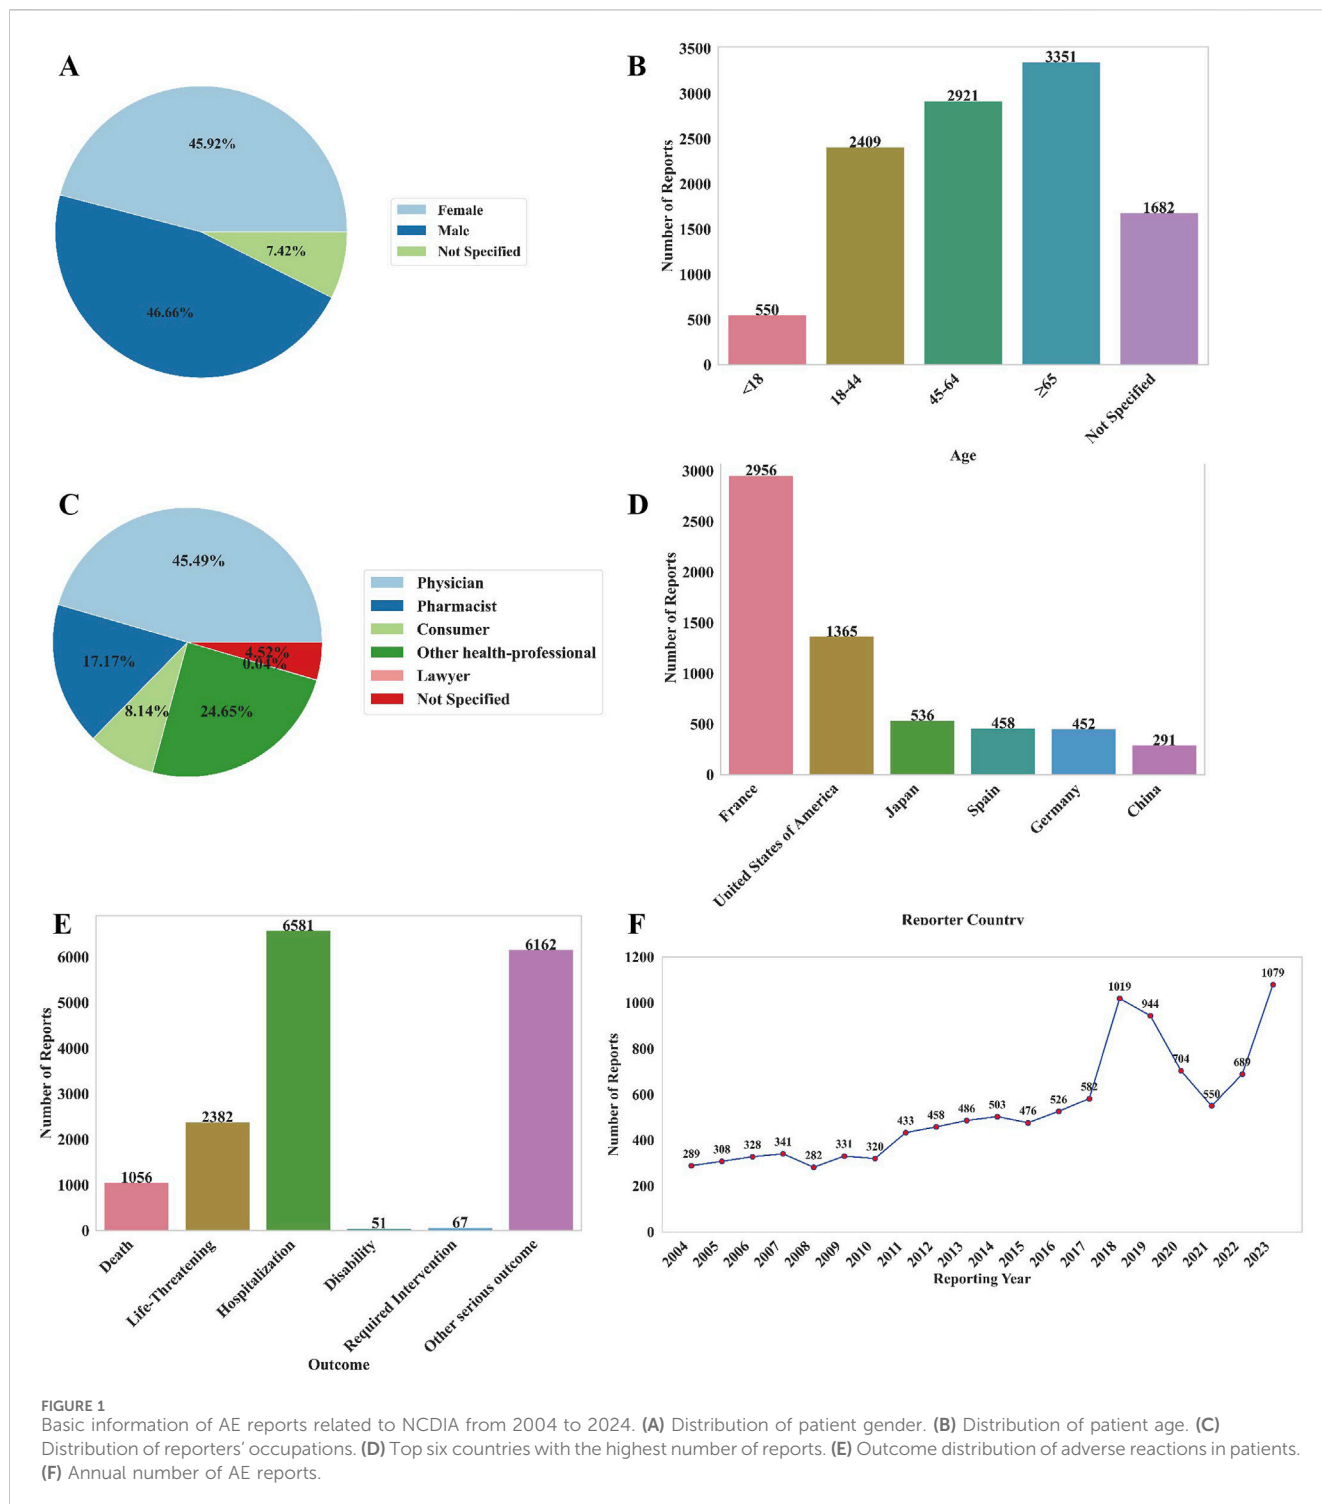 A
45.92%
7.42%
46.66%
Female
Male
Not Specified
B
Number of Reports
3500
3000
2500
2000
1500
1000
500
0
550
2409
2921
3351
1682
<18
18-44
45-64
≥65
Not Specified
Age
C
45.49%
4.52%
0.04%
17.17%
8.14%
24.65%
Physician
Pharmacist
Consumer
Other health-professional
Lawyer
Not Specified
D
Number of Reports
3000
2500
2000
1500
1000
500
0
2956
1365
536
458
452
291
France
United States of America
Japan
Spain
Germany
China
Reporter Country
E
Number of Reports
6000
5000
4000
3000
2000
1000
0
1056
2382
6581
51
67
6162
Death
Life-Threatening
Hospitalization
Disability
Required Intervention
Other serious outcome
Outcome
F
Number of Reports
1200
1000
800
600
400
200
0
289
308
328
341
282
331
320
433
458
486
503
476
526
582
1019
944
704
550
689
1079
2004
2005
2006
2007
2008
2009
2010
2011
2012
2013
2014
2015
2016
2017
2018
2019
2020
2021
2022
2023
Reporting Year
FIGURE 1
Basic information of AE reports related to NCDIA from 2004 to 2024. (A) Distribution of patient gender. (B) Distribution of patient age. (C)
Distribution of reporters' occupations. (D) Top six countries with the highest number of reports. (E) Outcome distribution of adverse reactions in patients.
(F) Annual number of AE reports.